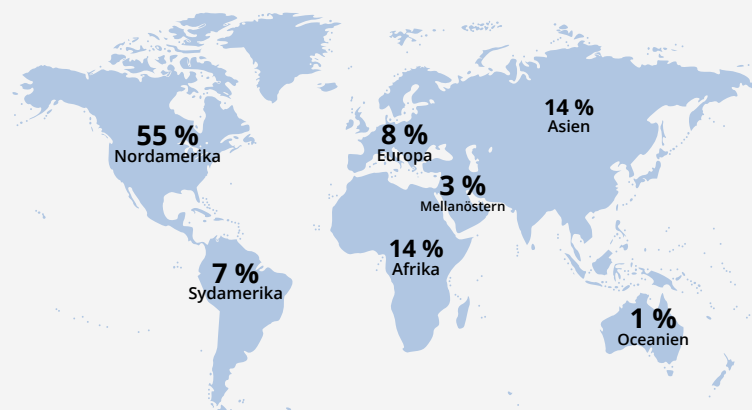 14 %
Asien
55 %
Nordamerika
8 %
Europa
3 %
Mellanöstern
14 %
Afrika
7 %
Sydamerika
1 %
Oceanien